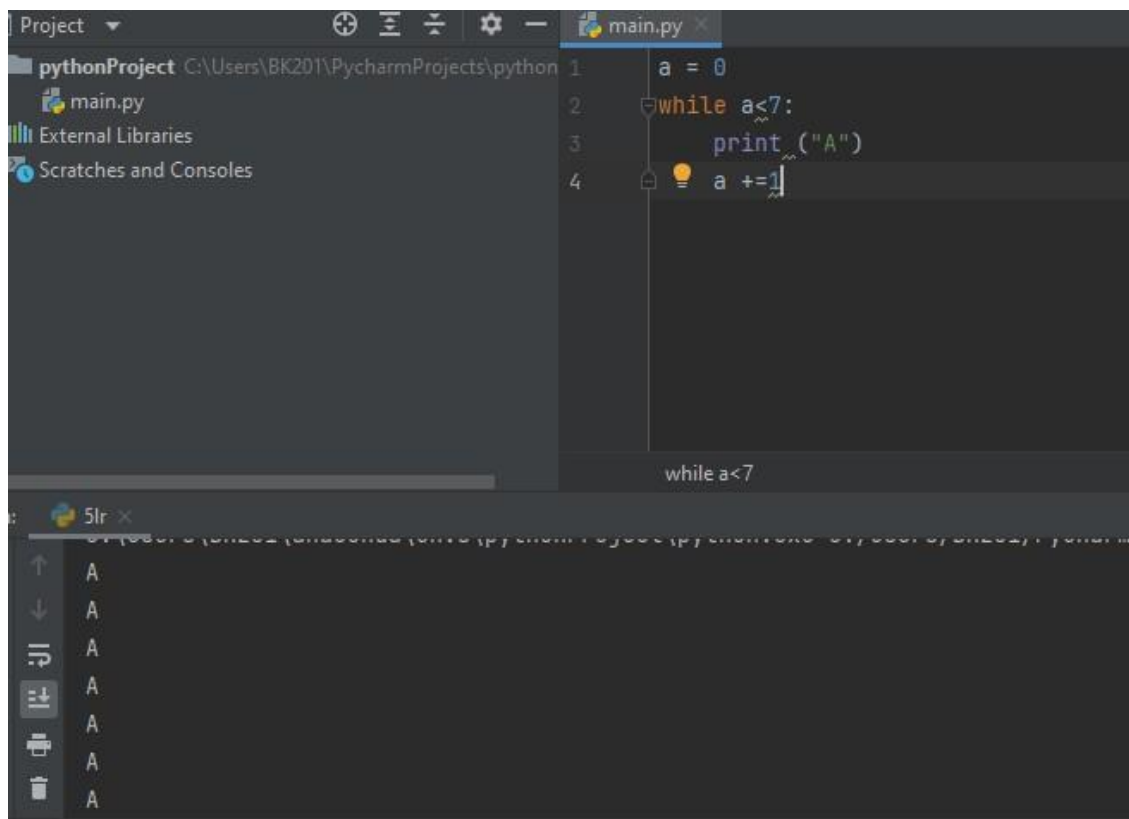 Project
main.py
pythonProject C:\Users\BK201\PycharmProjects\python
main.py
External Libraries
Scratches and Consoles
1 a = 0
2 while a<7:
3 print ("A")
4 a +=1
while a<7
5lr
A
A
A
A
A
A
A